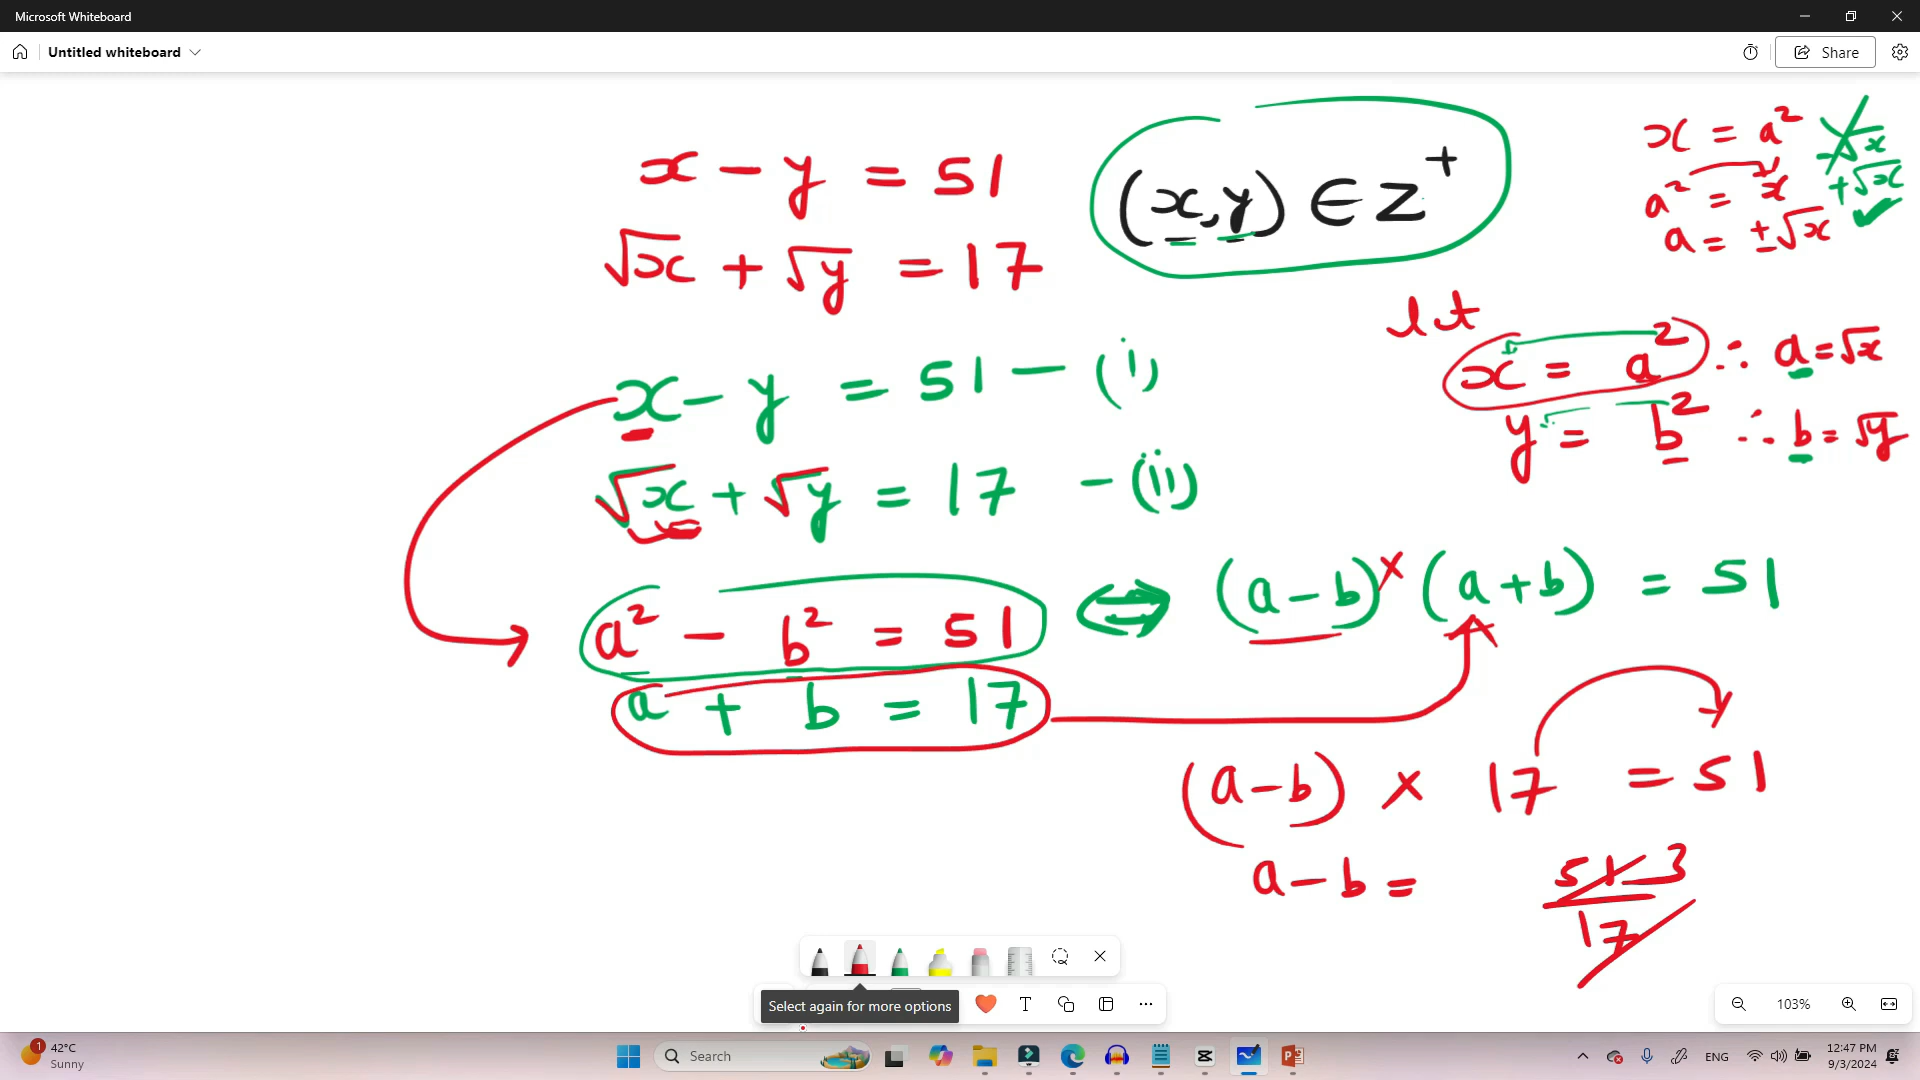 Microsoft Whiteboard
Untitled whiteboard
Share
x - y = 51
√x + √y = 17
(x, y) ∈ Z⁺
x = a²
a² = x
a = ±√x
+√x
let
x = a² ∴ a = √x
y = b² ∴ b = √y
x - y = 51 - (i)
√x + √y = 17 - (ii)
a² - b² = 51
(a - b) × (a + b) = 51
a + b = 17
(a - b) × 17 = 51
a - b =
51 3
17
Select again for more options
T
103%
1
42°C
Sunny
Search
ENG
12:47 PM
9/3/2024